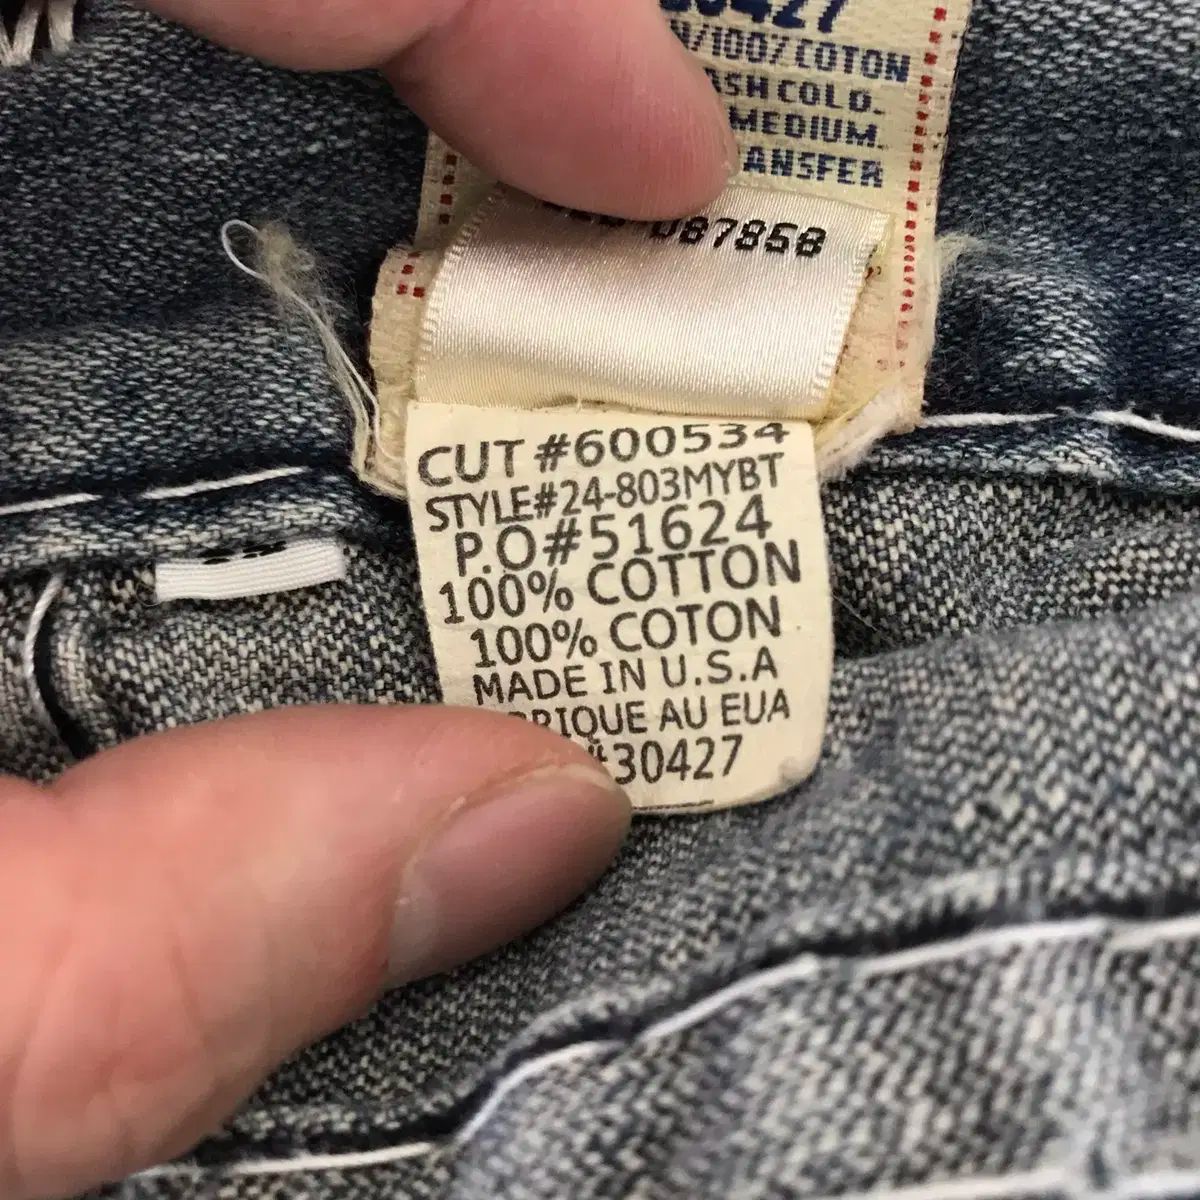 30427
/100% COTON
ASH COLD.
MEDIUM.
ANSFER
087858
CUT #600534
STYLE#24-803MYBT
P.O#51624
100% COTTON
100% COTON
MADE IN U.S.A
RIQUE AU EUA
#30427